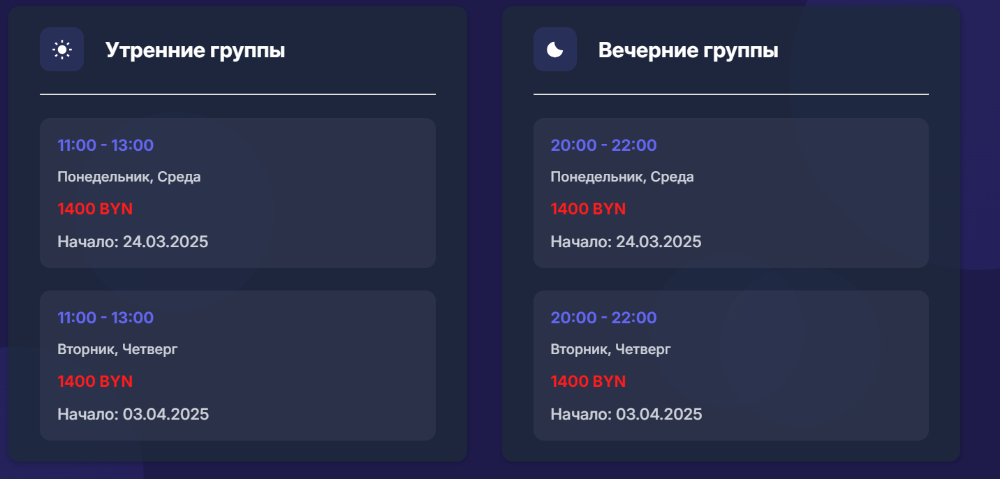 Утренние группы
11:00 - 13:00
Понедельник, Среда
1400 BYN
Начало: 24.03.2025
11:00 - 13:00
Вторник, Четверг
1400 BYN
Начало: 03.04.2025
Вечерние группы
20:00 - 22:00
Понедельник, Среда
1400 BYN
Начало: 24.03.2025
20:00 - 22:00
Вторник, Четверг
1400 BYN
Начало: 03.04.2025